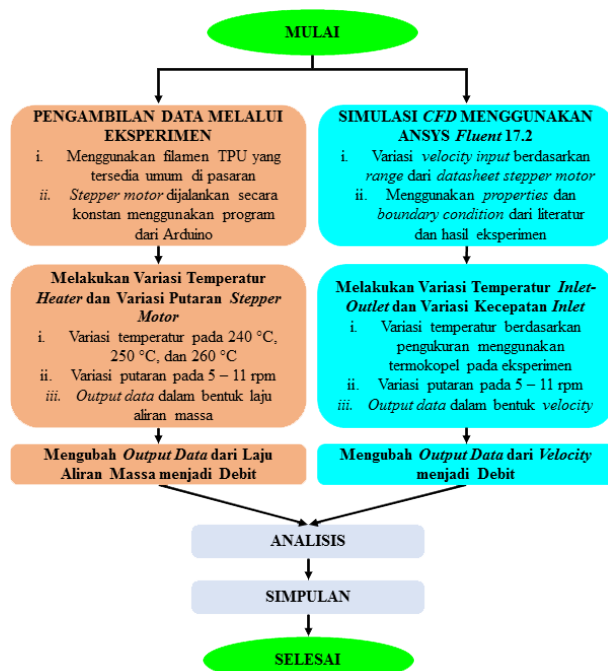 MULAI
PENGAMBILAN DATA MELALUI
EKSPERIMEN
i. Menggunakan filamen TPU yang
tersedia umum di pasaran
ii. Stepper motor dijalankan secara
konstan menggunakan program
dari Arduino
SIMULASI CFD MENGGUNAKAN
ANSYS Fluent 17.2
i. Variasi velocity input berdasarkan
range dari datasheet stepper motor
ii. Menggunakan properties dan
boundary condition dari literatur
dan hasil eksperimen
Melakukan Variasi Temperatur
Heater dan Variasi Putaran Stepper
Motor
i. Variasi temperatur pada 240 °C,
250 °C, dan 260 °C
ii. Variasi putaran pada 5 – 11 rpm
iii. Output data dalam bentuk laju
aliran massa
Melakukan Variasi Temperatur Inlet-
Outlet dan Variasi Kecepatan Inlet
i. Variasi temperatur berdasarkan
pengukuran menggunakan
termokopel pada eksperimen
ii. Variasi putaran pada 5 – 11 rpm
iii. Output data dalam bentuk velocity
Mengubah Output Data dari Laju
Aliran Massa menjadi Debit
Mengubah Output Data dari Velocity
menjadi Debit
ANALISIS
SIMPULAN
SELESAI